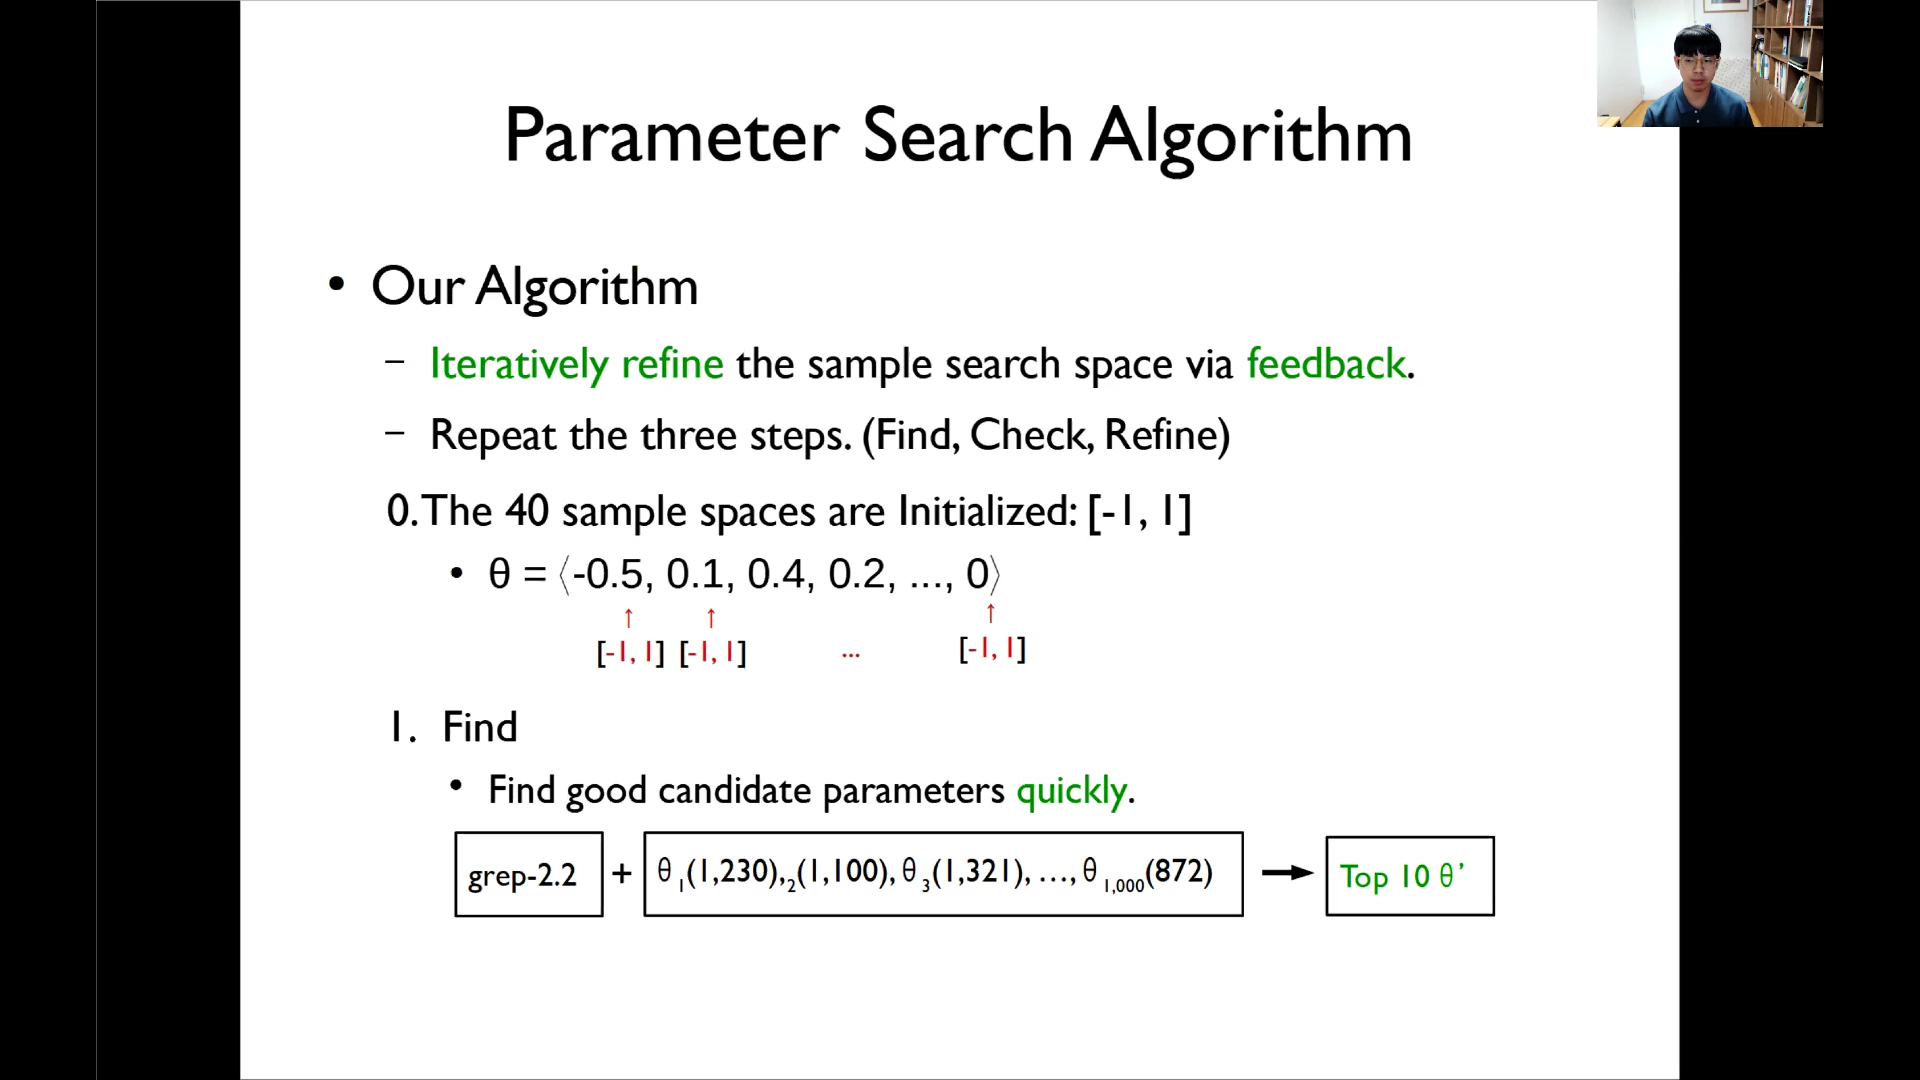 Parameter Search Algorithm
• Our Algorithm
– Iteratively refine the sample search space via feedback.
– Repeat the three steps. (Find, Check, Refine)
0. The 40 sample spaces are Initialized: [-1, 1]
• θ = ⟨-0.5, 0.1, 0.4, 0.2, ..., 0⟩
↑ ↑ ↑
[-1, 1] [-1, 1] ... [-1, 1]
1. Find
• Find good candidate parameters quickly.
grep-2.2 + θ1(1,230),2(1,100), θ3(1,321), ..., θ1,000(872) → Top 10 θ’